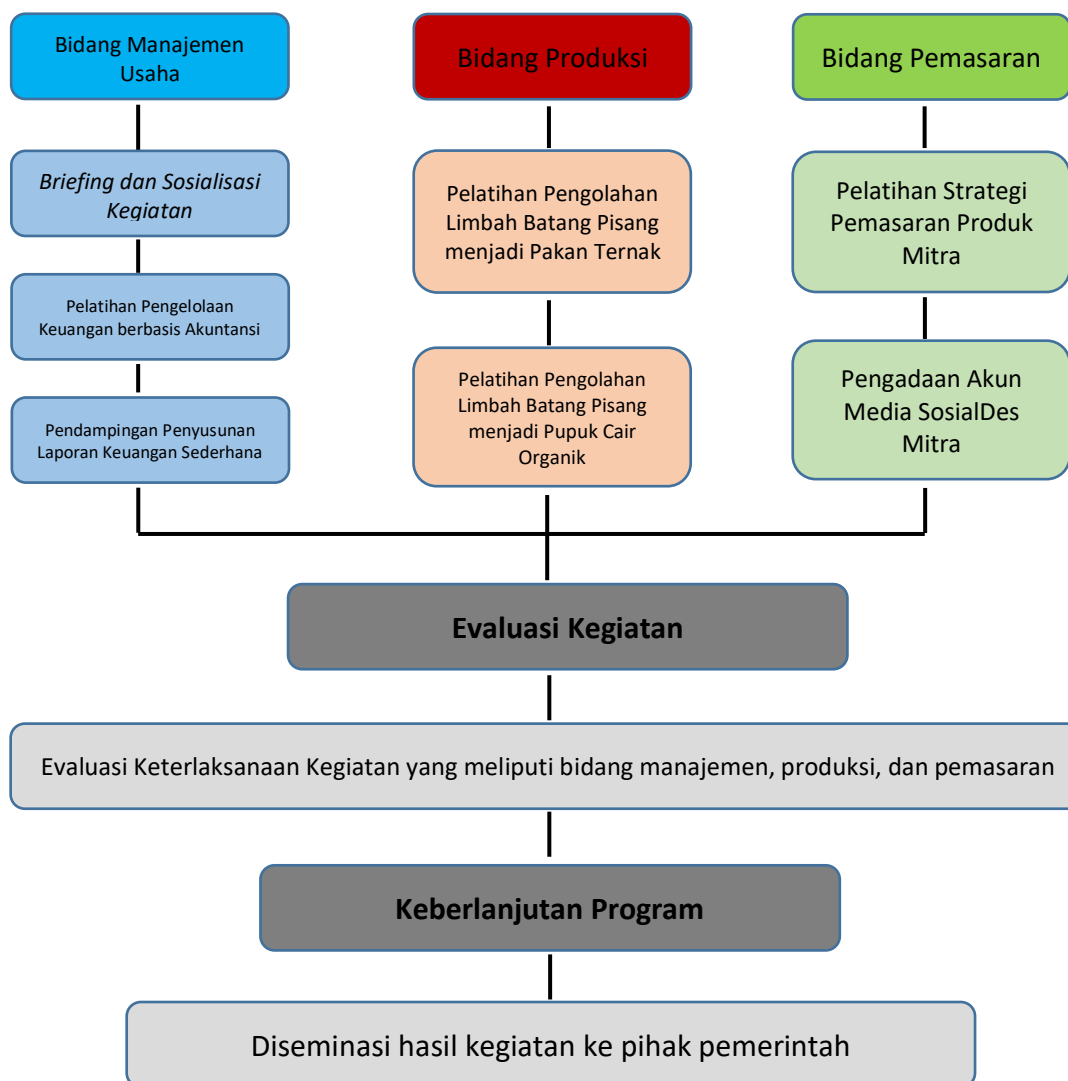 Bidang Manajemen
Usaha
Bidang Produksi
Bidang Pemasaran
Briefing dan Sosialisasi
Kegiatan
Pelatihan Pengolahan
Limbah Batang Pisang
menjadi Pakan Ternak
Pelatihan Strategi
Pemasaran Produk
Mitra
Pelatihan Pengelolaan
Keuangan berbasis Akuntansi
Pendampingan Penyusunan
Laporan Keuangan Sederhana
Pelatihan Pengolahan
Limbah Batang Pisang
menjadi Pupuk Cair
Organik
Pengadaan Akun
Media SosialDes
Mitra
Evaluasi Kegiatan
Evaluasi Keterlaksanaan Kegiatan yang meliputi bidang manajemen, produksi, dan pemasaran
Keberlanjutan Program
Diseminasi hasil kegiatan ke pihak pemerintah